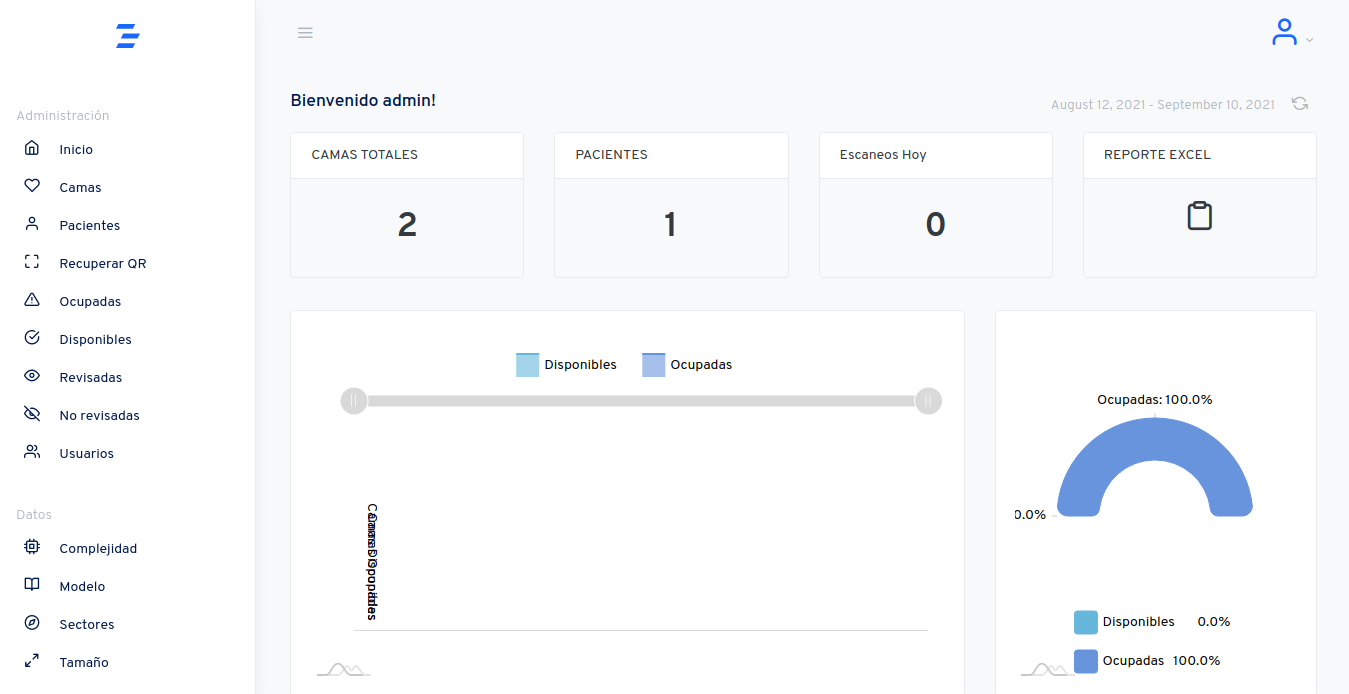 Administración
Inicio
Camas
Pacientes
Recuperar QR
Ocupadas
Disponibles
Revisadas
No revisadas
Usuarios
Datos
Complejidad
Modelo
Sectores
Tamaño
Bienvenido admin!
August 12, 2021 - September 10, 2021
CAMAS TOTALES
2
PACIENTES
1
Escaneos Hoy
0
REPORTE EXCEL
Disponibles
Ocupadas
Ocupadas: 100.0%
0.0%
Disponibles 0.0%
Ocupadas 100.0%